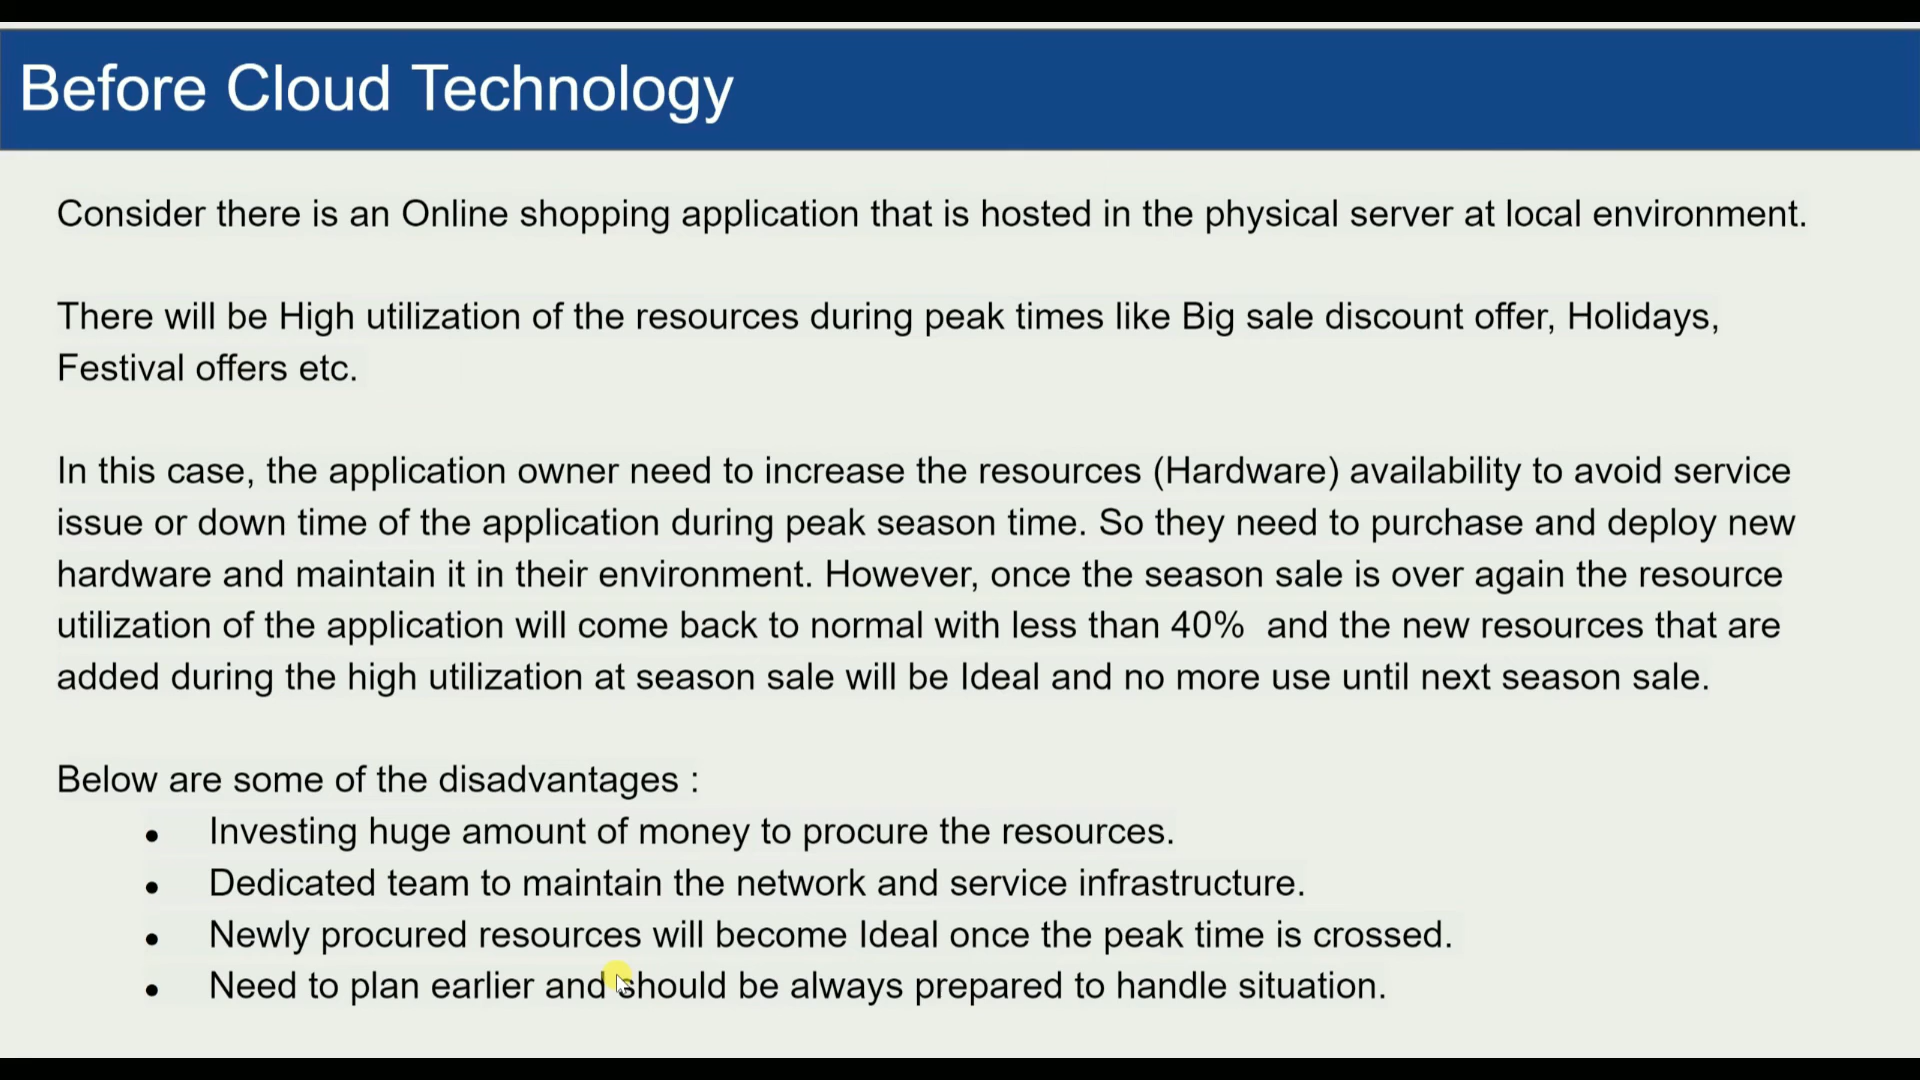 Before Cloud Technology
Consider there is an Online shopping application that is hosted in the physical server at local environment.
There will be High utilization of the resources during peak times like Big sale discount offer, Holidays,
Festival offers etc.
In this case, the application owner need to increase the resources (Hardware) availability to avoid service
issue or down time of the application during peak season time. So they need to purchase and deploy new
hardware and maintain it in their environment. However, once the season sale is over again the resource
utilization of the application will come back to normal with less than 40%  and the new resources that are
added during the high utilization at season sale will be Ideal and no more use until next season sale.
Below are some of the disadvantages :
● Investing huge amount of money to procure the resources.
● Dedicated team to maintain the network and service infrastructure.
● Newly procured resources will become Ideal once the peak time is crossed.
● Need to plan earlier and should be always prepared to handle situation.